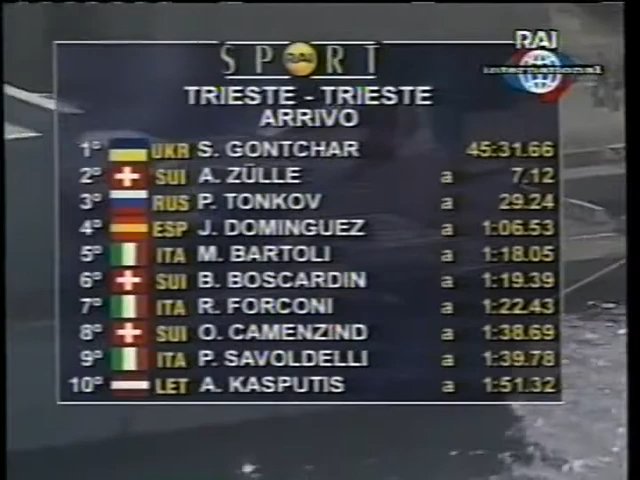 SPORT
RAI
RAI
international
TRIESTE - TRIESTE
ARRIVO
1° UKR S. GONTCHAR 45:31.66
2° SUI A. ZÜLLE a 7.12
3° RUS P. TONKOV a 29.24
4° ESP J. DOMINGUEZ a 1:06.53
5° ITA M. BARTOLI a 1:18.05
6° SUI B. BOSCARDIN a 1:19.39
7° ITA R. FORCONI a 1:22.43
8° SUI O. CAMENZIND a 1:38.69
9° ITA P. SAVOLDELLI a 1:39.78
10° LET A. KASPUTIS a 1:51.32